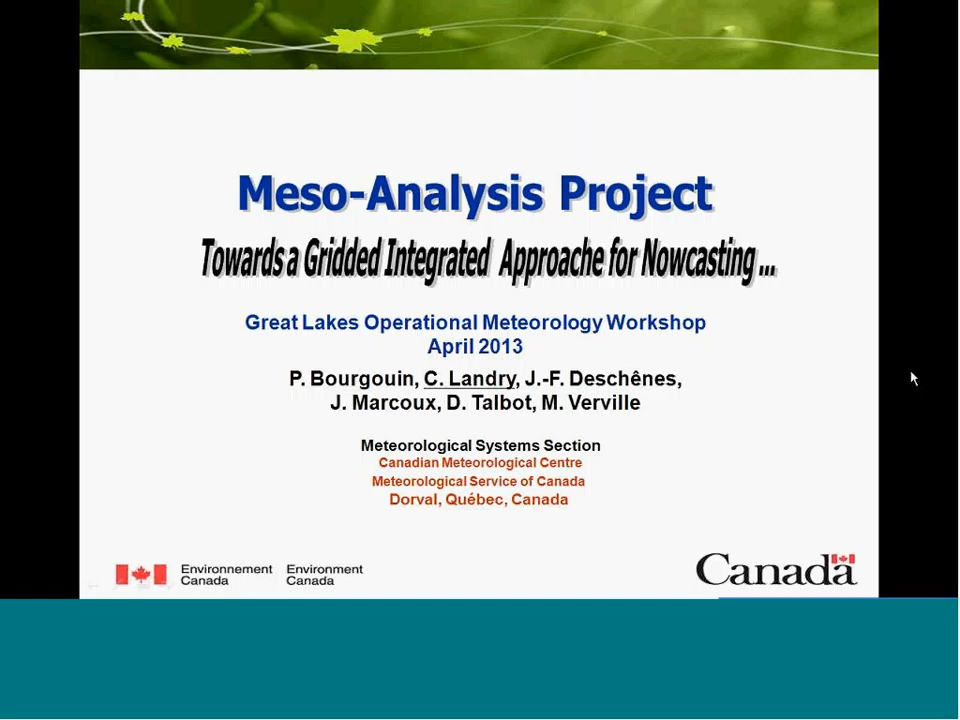 Meso-Analysis Project
Towards a Gridded Integrated Approache for Nowcasting ...
Great Lakes Operational Meteorology Workshop
April 2013
P. Bourgouin, C. Landry, J.-F. Deschênes,
J. Marcoux, D. Talbot, M. Verville
Meteorological Systems Section
Canadian Meteorological Centre
Meteorological Service of Canada
Dorval, Québec, Canada
Environnement Canada
Environment Canada
Canada